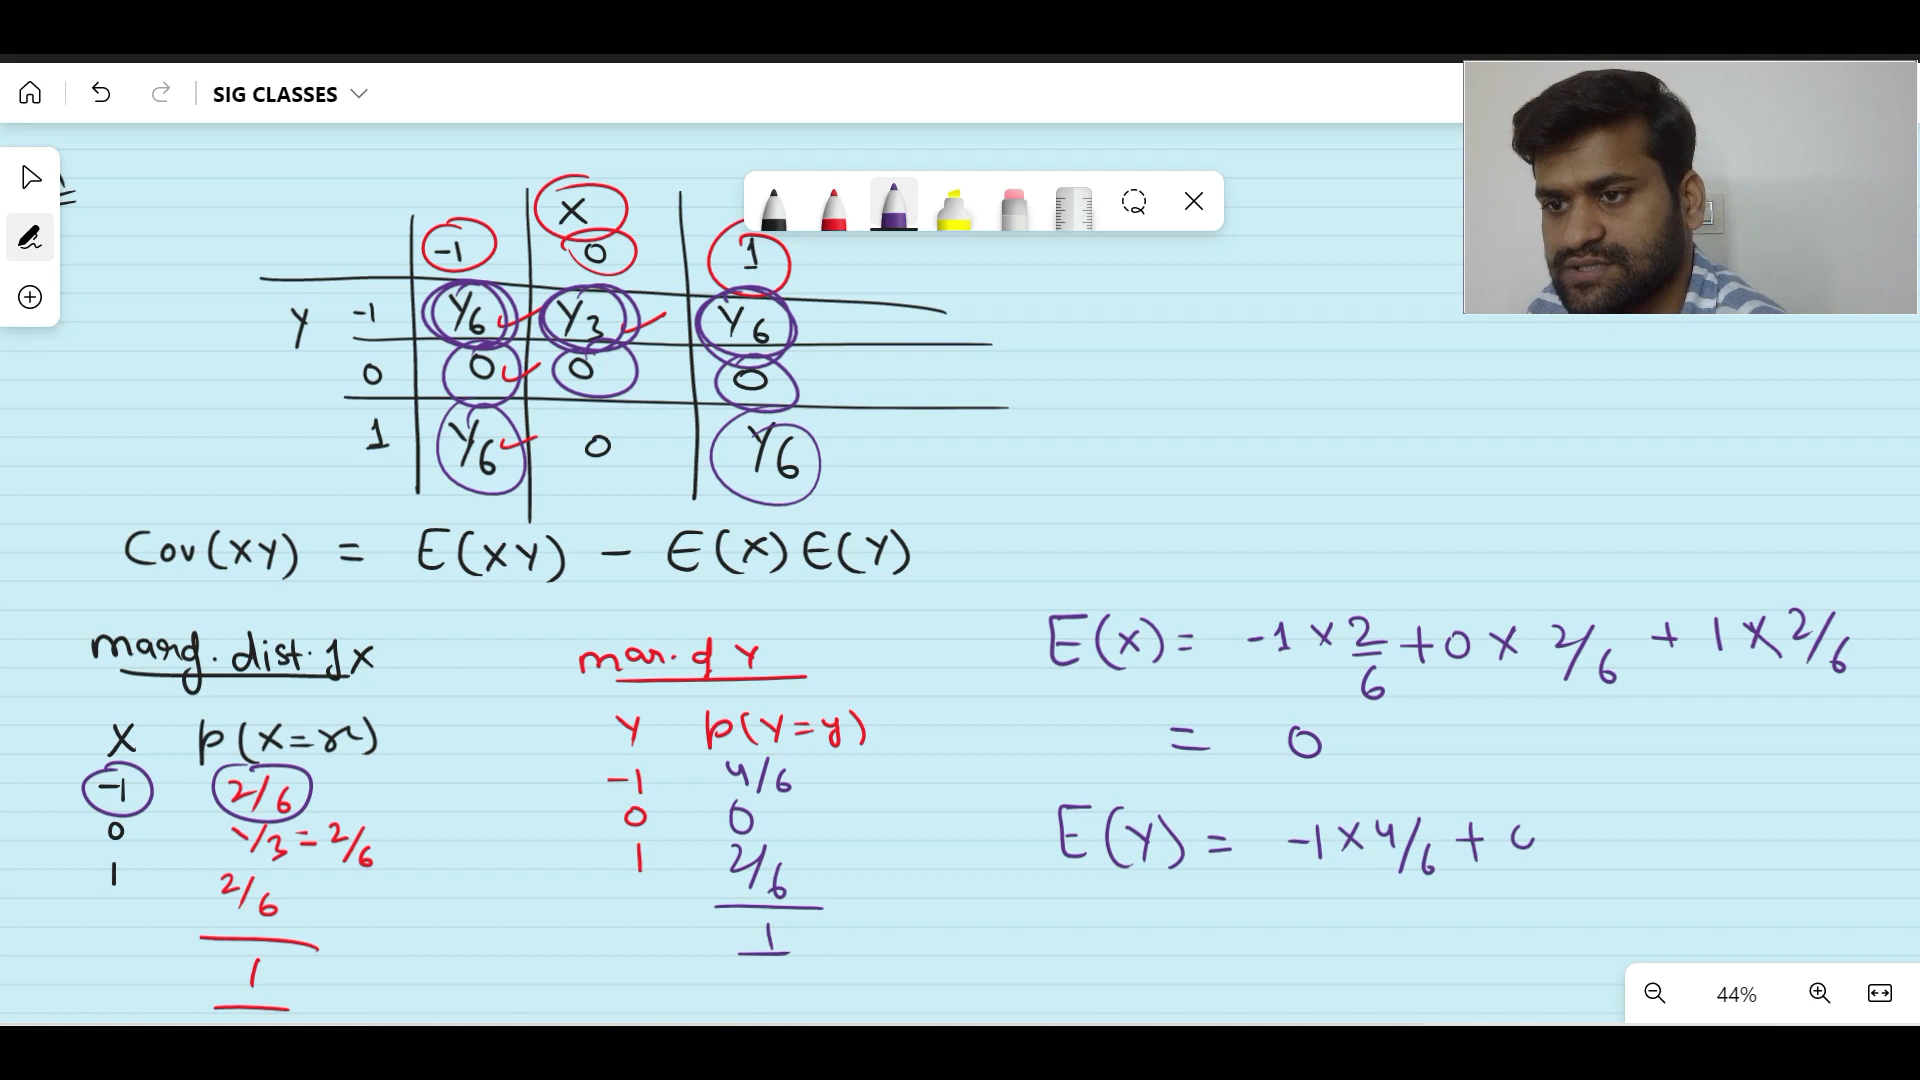 SIG CLASSES
X
-1 0 1
Y -1 1/6 1/3 1/6
0 0 0 0
1 1/6 0 1/6
Cov(XY) = E(XY) - E(X)E(Y)
marg. dist. of X
X p(X=x)
-1 2/6
0 1/3 = 2/6
1 2/6
1
mar. of Y
Y p(Y=y)
-1 4/6
0 0
1 2/6
1
E(X) = -1 × 2/6 + 0 × 2/6 + 1 × 2/6
= 0
E(Y) = -1 × 4/6 +
44%